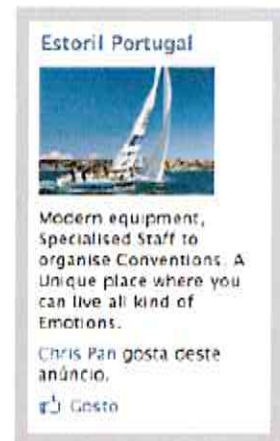 Estoril Portugal
Modern equipment,
Specialised Staff to
organise Conventions. A
Unique place where you
can live all kind of
Emotions.
Chris Pan gosta deste
anúncio.
Gosto